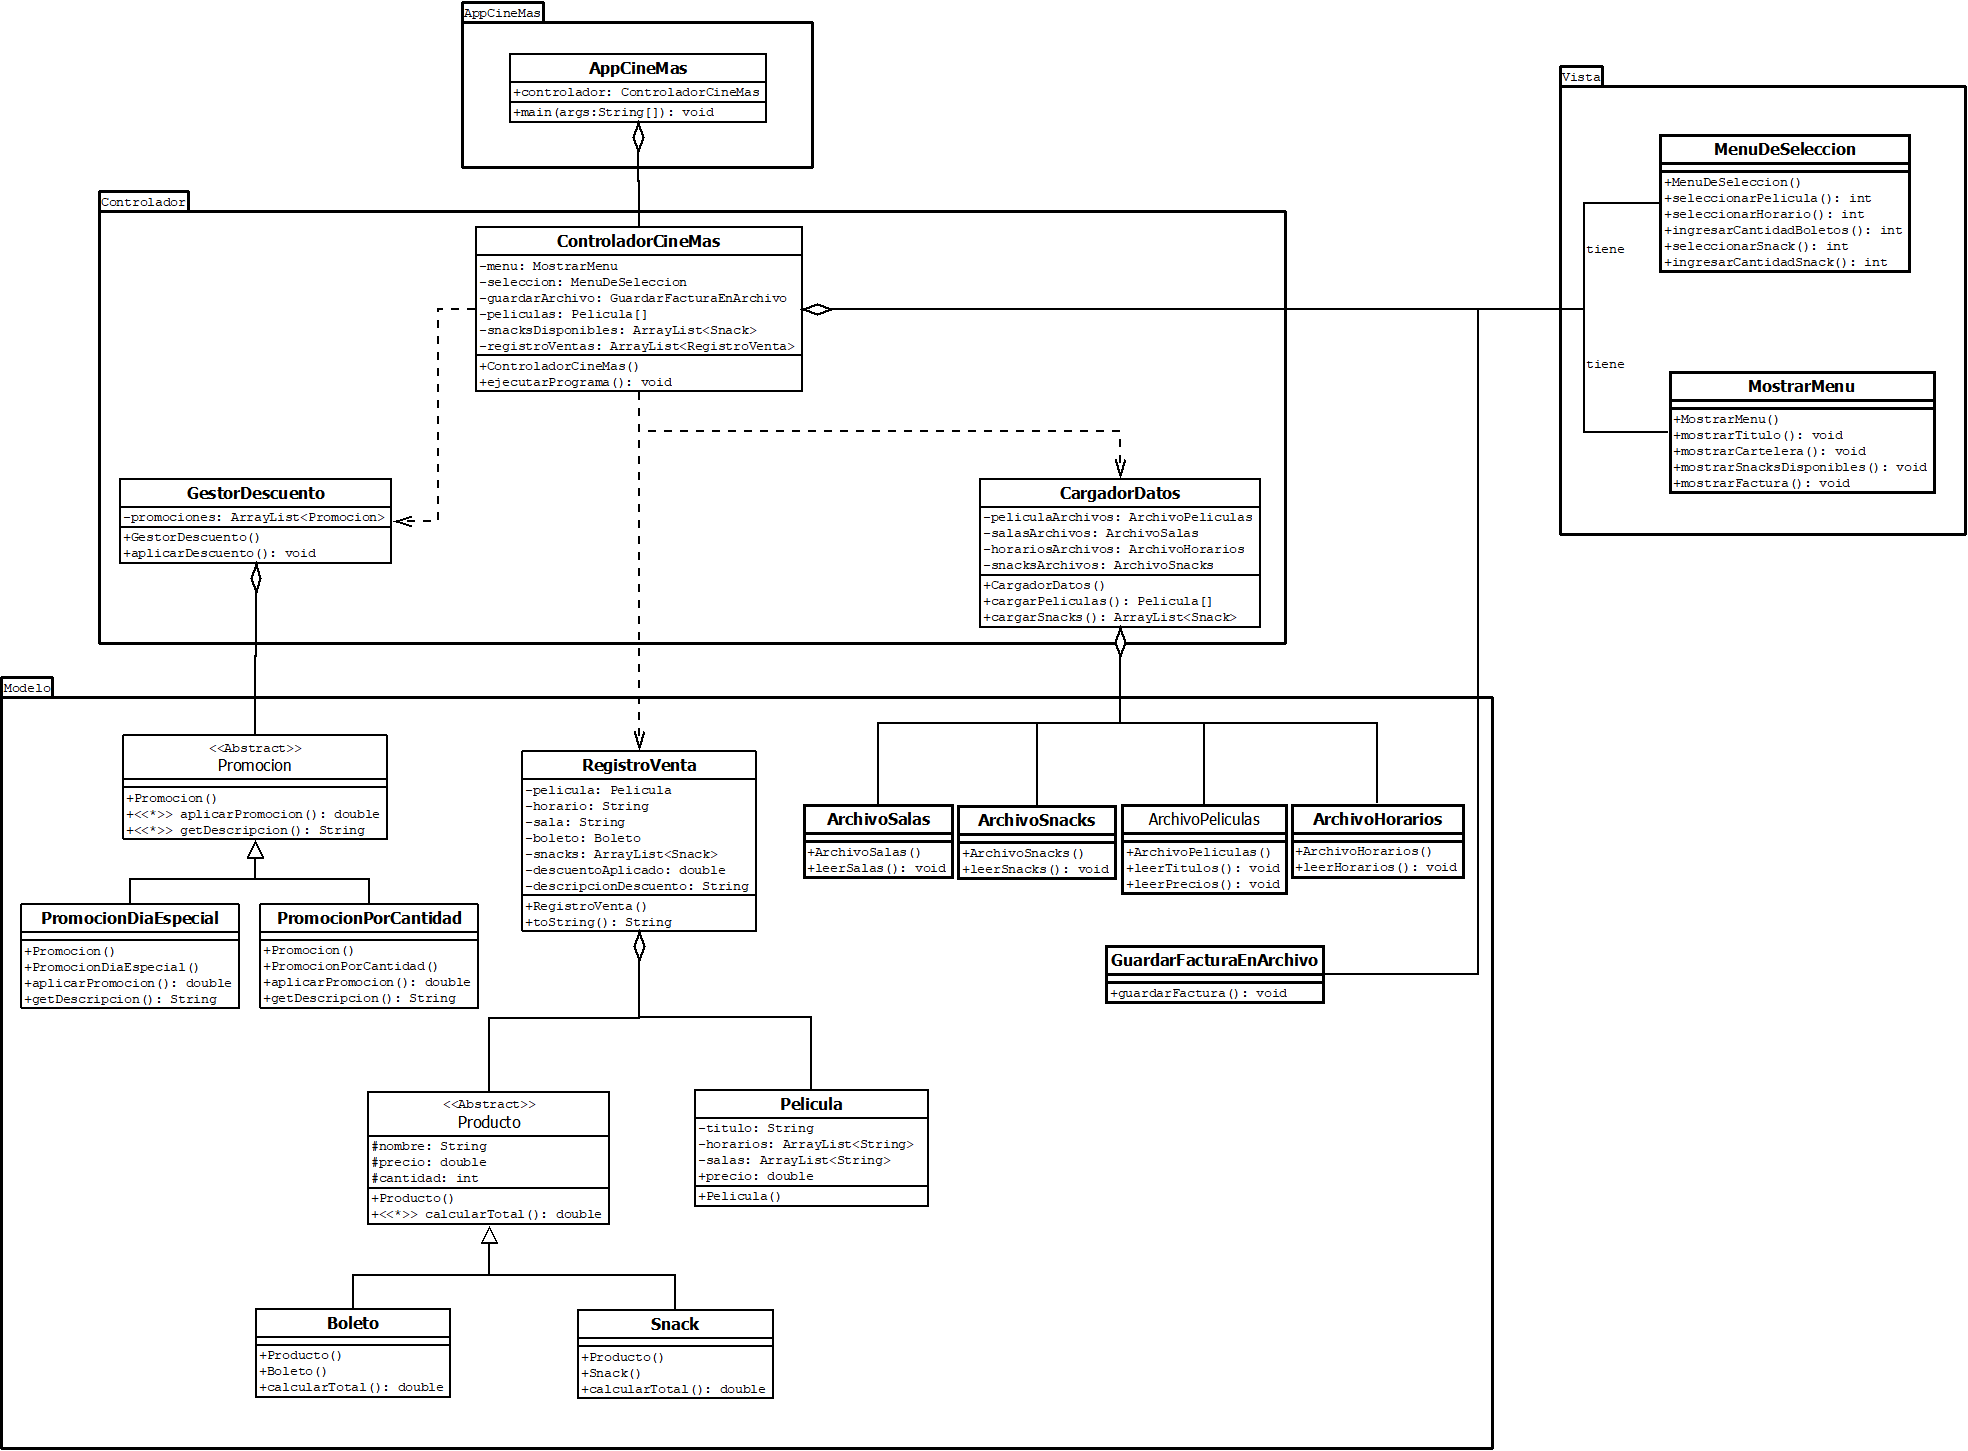 AppCineMas
AppCineMas
+controlador: ControladorCineMas
+main(args:String[]): void
Vista
MenuDeSeleccion
+MenuDeSeleccion()
+seleccionarPelicula(): int
+seleccionarHorario(): int
+ingresarCantidadBoletos(): int
+seleccionarSnack(): int
+ingresarCantidadSnack(): int
tiene
tiene
MostrarMenu
+MostrarMenu()
+mostrarTitulo(): void
+mostrarCartelera(): void
+mostrarSnacksDisponibles(): void
+mostrarFactura(): void
Controlador
ControladorCineMas
-menu: MostrarMenu
-seleccion: MenuDeSeleccion
-guardarArchivo: GuardarFacturaEnArchivo
-peliculas: Pelicula[]
-snacksDisponibles: ArrayList<Snack>
-registroVentas: ArrayList<RegistroVenta>
+ControladorCineMas()
+ejecutarPrograma(): void
GestorDescuento
-promociones: ArrayList<Promocion>
+GestorDescuento()
+aplicarDescuento(): void
CargadorDatos
-peliculaArchivos: ArchivoPeliculas
-salasArchivos: ArchivoSalas
-horariosArchivos: ArchivoHorarios
-snacksArchivos: ArchivoSnacks
+CargadorDatos()
+cargarPeliculas(): Pelicula[]
+cargarSnacks(): ArrayList<Snack>
Modelo
<<Abstract>>
Promocion
+Promocion()
+<<*>> aplicarPromocion(): double
+<<*>> getDescripcion(): String
PromocionDiaEspecial
+Promocion()
+PromocionDiaEspecial()
+aplicarPromocion(): double
+getDescripcion(): String
PromocionPorCantidad
+Promocion()
+PromocionPorCantidad()
+aplicarPromocion(): double
+getDescripcion(): String
RegistroVenta
-pelicula: Pelicula
-horario: String
-sala: String
-boleto: Boleto
-snacks: ArrayList<Snack>
-descuentoAplicado: double
-descripcionDescuento: String
+RegistroVenta()
+toString(): String
ArchivoSalas
+ArchivoSalas()
+leerSalas(): void
ArchivoSnacks
+ArchivoSnacks()
+leerSnacks(): void
ArchivoPeliculas
+ArchivoPeliculas()
+leerTitulos(): void
+leerPrecios(): void
ArchivoHorarios
+ArchivoHorarios()
+leerHorarios(): void
GuardarFacturaEnArchivo
+guardarFactura(): void
<<Abstract>>
Producto
#nombre: String
#precio: double
#cantidad: int
+Producto()
+<<*>> calcularTotal(): double
Pelicula
-titulo: String
-horarios: ArrayList<String>
-salas: ArrayList<String>
+precio: double
+Pelicula()
Boleto
+Producto()
+Boleto()
+calcularTotal(): double
Snack
+Producto()
+Snack()
+calcularTotal(): double